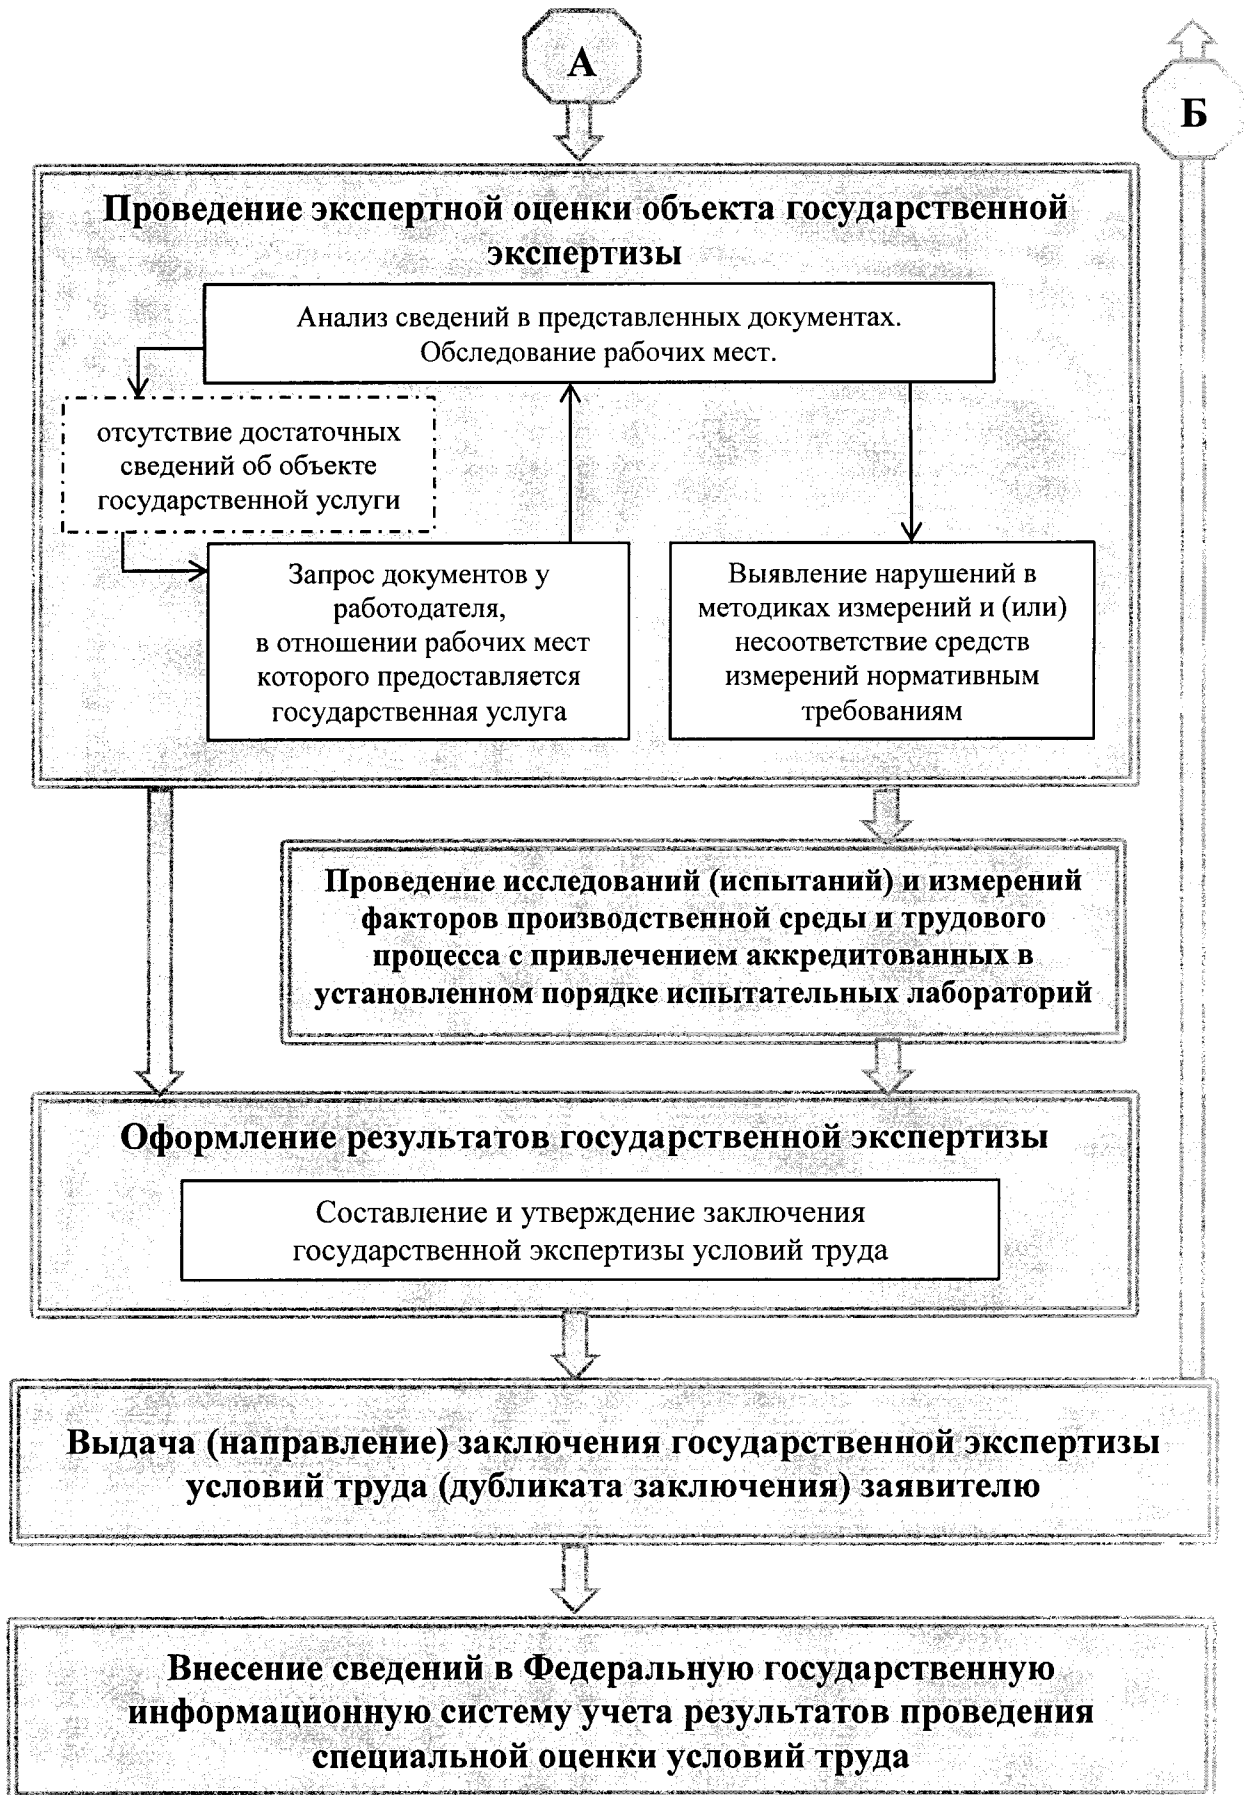 А
Б
Проведение экспертной оценки объекта государственной
экспертизы
Анализ сведений в представленных документах.
Обследование рабочих мест.
отсутствие достаточных
сведений об объекте
государственной услуги
Запрос документов у
работодателя,
в отношении рабочих мест
которого предоставляется
государственная услуга
Выявление нарушений в
методиках измерений и (или)
несоответствие средств
измерений нормативным
требованиям
Проведение исследований (испытаний) и измерений
факторов производственной среды и трудового
процесса с привлечением аккредитованных в
установленном порядке испытательных лабораторий
Оформление результатов государственной экспертизы
Составление и утверждение заключения
государственной экспертизы условий труда
Выдача (направление) заключения государственной экспертизы
условий труда (дубликата заключения) заявителю
Внесение сведений в Федеральную государственную
информационную систему учета результатов проведения
специальной оценки условий труда